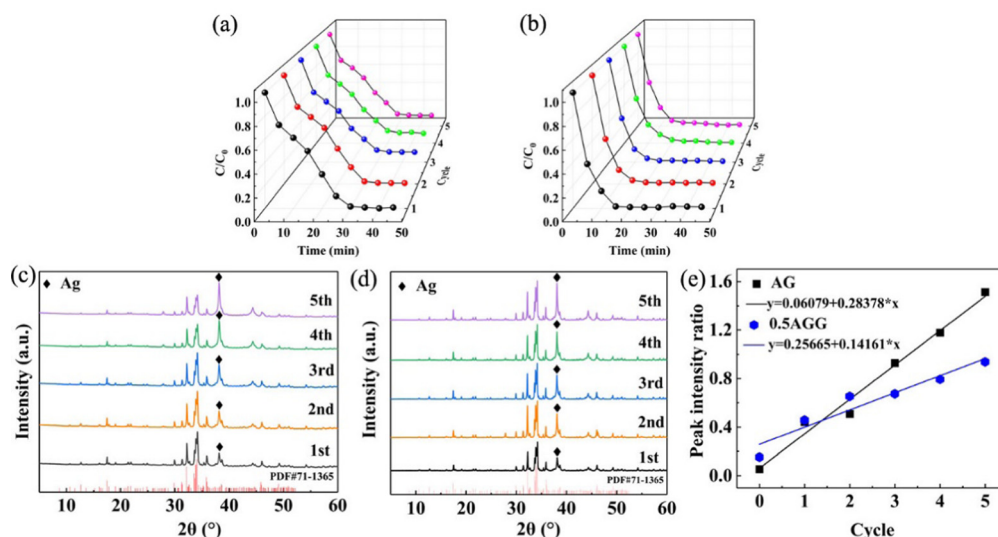 (a)
1.0
0.8
0.6
0.4
0.2
0.0
C/C0
0 10 20 30 40 50
Time (min)
1
2
3
4
5
Cycle
(b)
1.0
0.8
0.6
0.4
0.2
0.0
C/C0
0 10 20 30 40 50
Time (min)
1
2
3
4
5
Cycle
(c)
♦ Ag
5th
4th
3rd
2nd
1st
PDF#71-1365
Intensity (a.u.)
10 20 30 40 50 60
2θ (°)
(d)
♦ Ag
5th
4th
3rd
2nd
1st
PDF#71-1365
Intensity (a.u.)
10 20 30 40 50 60
2θ (°)
(e)
AG
y=0.06079+0.28378*x
0.5AGG
y=0.25665+0.14161*x
Peak intensity ratio
1.6
1.2
0.8
0.4
0.0
0 1 2 3 4 5
Cycle